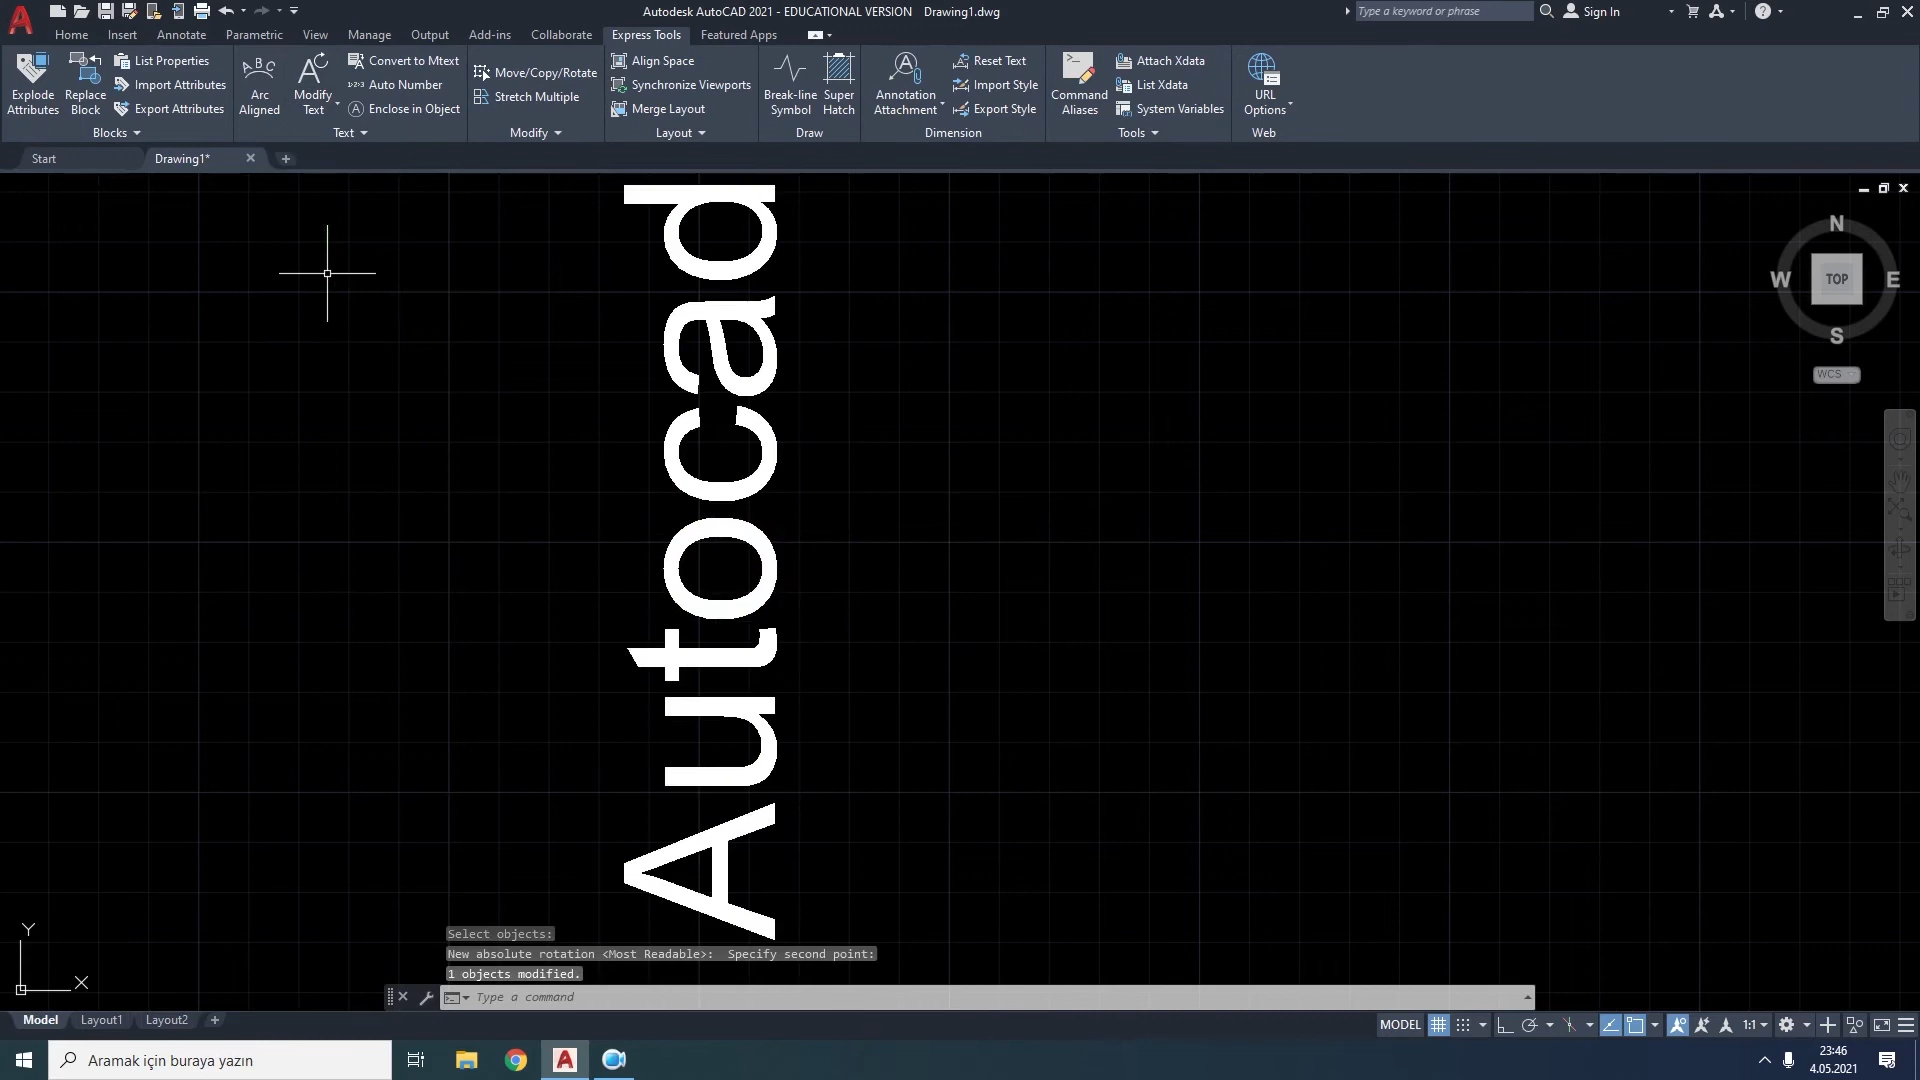 Autodesk AutoCAD 2021 - EDUCATIONAL VERSION Drawing1.dwg
Type a keyword or phrase
Sign In
Home Insert Annotate Parametric View Manage Output Add-ins Collaborate Express Tools Featured Apps
Explode Attributes
Replace Block
List Properties
Import Attributes
Export Attributes
Blocks
Arc Aligned
Modify Text
Convert to Mtext
Auto Number
Enclose in Object
Text
Move/Copy/Rotate
Stretch Multiple
Modify
Align Space
Synchronize Viewports
Merge Layout
Layout
Break-line Symbol
Super Hatch
Draw
Annotation Attachment
Reset Text
Import Style
Export Style
Dimension
Command Aliases
Attach Xdata
List Xdata
System Variables
Tools
URL Options
Web
Start
Drawing1*
Autocad
N
W TOP E
S
WCS
Y
X
Select objects:
New absolute rotation <Most Readable>: Specify second point:
1 objects modified.
Type a command
Model Layout1 Layout2
MODEL
1:1
Aramak için buraya yazın
23:46
4.05.2021